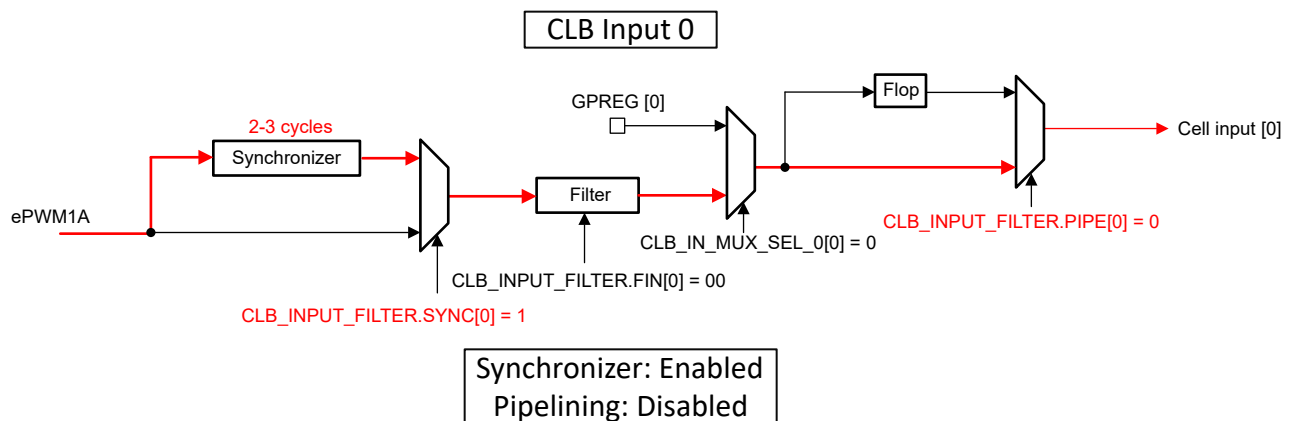 CLB Input 0
Flop
GPREG [0]
2-3 cycles
Cell input [0]
Synchronizer
Filter
ePWM1A
CLB_INPUT_FILTER.PIPE[0] = 0
CLB_IN_MUX_SEL_0[0] = 0
CLB_INPUT_FILTER.FIN[0] = 00
CLB_INPUT_FILTER.SYNC[0] = 1
Synchronizer: Enabled
Pipelining: Disabled